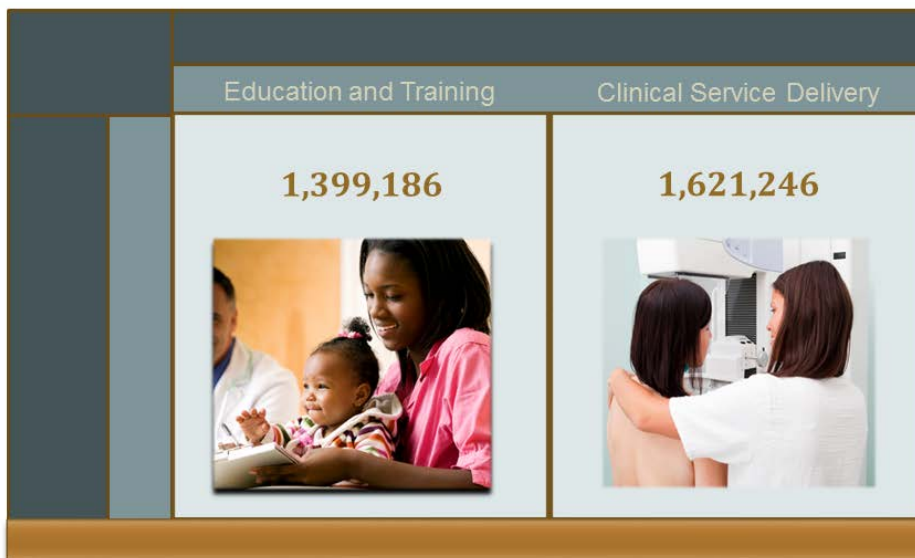 Education and Training
Clinical Service Delivery
1,399,186
1,621,246